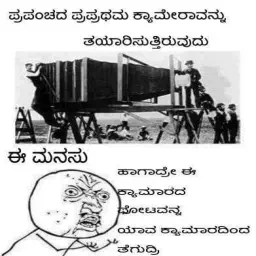 ಪ್ರಪಂಚದ ಪ್ರಪ್ರಥಮ ಕ್ಯಾಮೇರಾವನ್ನು
ತಯಾರಿಸುತ್ತಿರುವುದು
ಈ ಮನಸು
ಹಾಗಾದ್ರೇ ಈ
ಕ್ಯಾಮಾರದ
ಫೋಟವನ್ನ
ಯಾವ ಕ್ಯಾಮಾರದಿಂದ
ತೆಗುದ್ರಿ